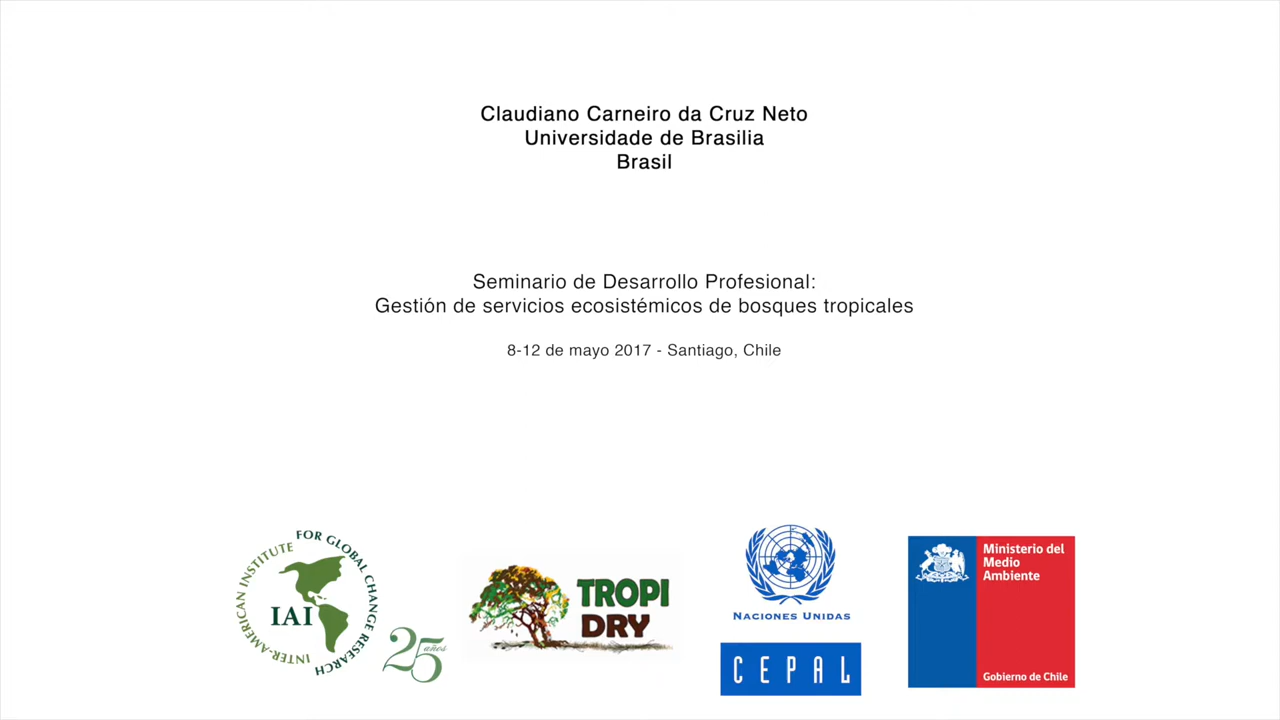 Claudiano Carneiro da Cruz Neto
Universidade de Brasilia
Brasil
Seminario de Desarrollo Profesional:
Gestión de servicios ecosistémicos de bosques tropicales
8-12 de mayo 2017 - Santiago, Chile
INTER-AMERICAN INSTITUTE FOR GLOBAL CHANGE RESEARCH
IAI
25 años
TROPI
DRY
NACIONES UNIDAS
CEPAL
Ministerio del
Medio
Ambiente
Gobierno de Chile